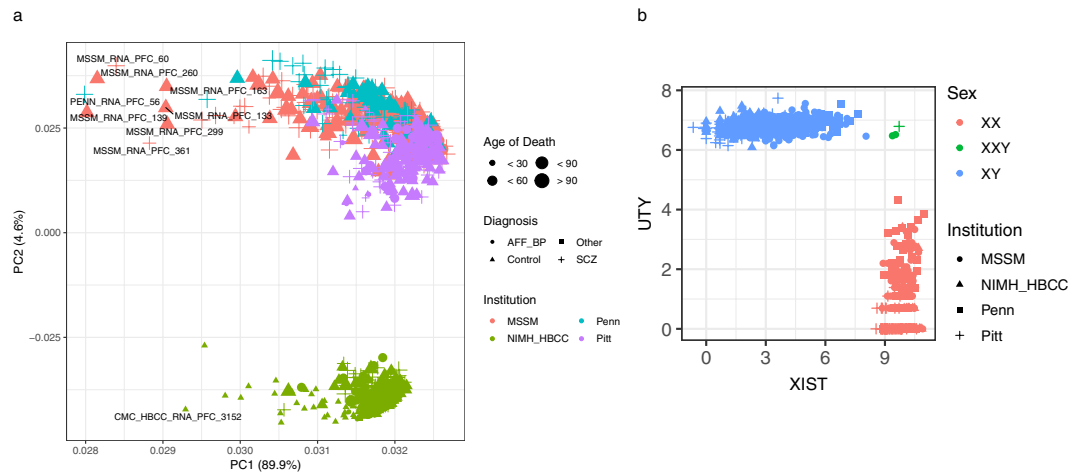 a
b
MSSM_RNA_PFC_60
MSSM_RNA_PFC_260
MSSM_RNA_PFC_163
PENN_RNA_PFC_56
MSSM_RNA_PFC_139
MSSM_RNA_PFC_133
MSSM_RNA_PFC_299
MSSM_RNA_PFC_361
CMC_HBCC_RNA_PFC_3152
0.025
0.000
−0.025
PC2 (4.6%)
0.028 0.029 0.030 0.031 0.032
PC1 (89.9%)
Age of Death
< 30 < 90
< 60 > 90
Diagnosis
AFF_BP Other
Control SCZ
Institution
MSSM Penn
NIMH_HBCC Pitt
8
6
4
2
0
UTY
0 3 6 9
XIST
Sex
XX
XXY
XY
Institution
MSSM
NIMH_HBCC
Penn
Pitt